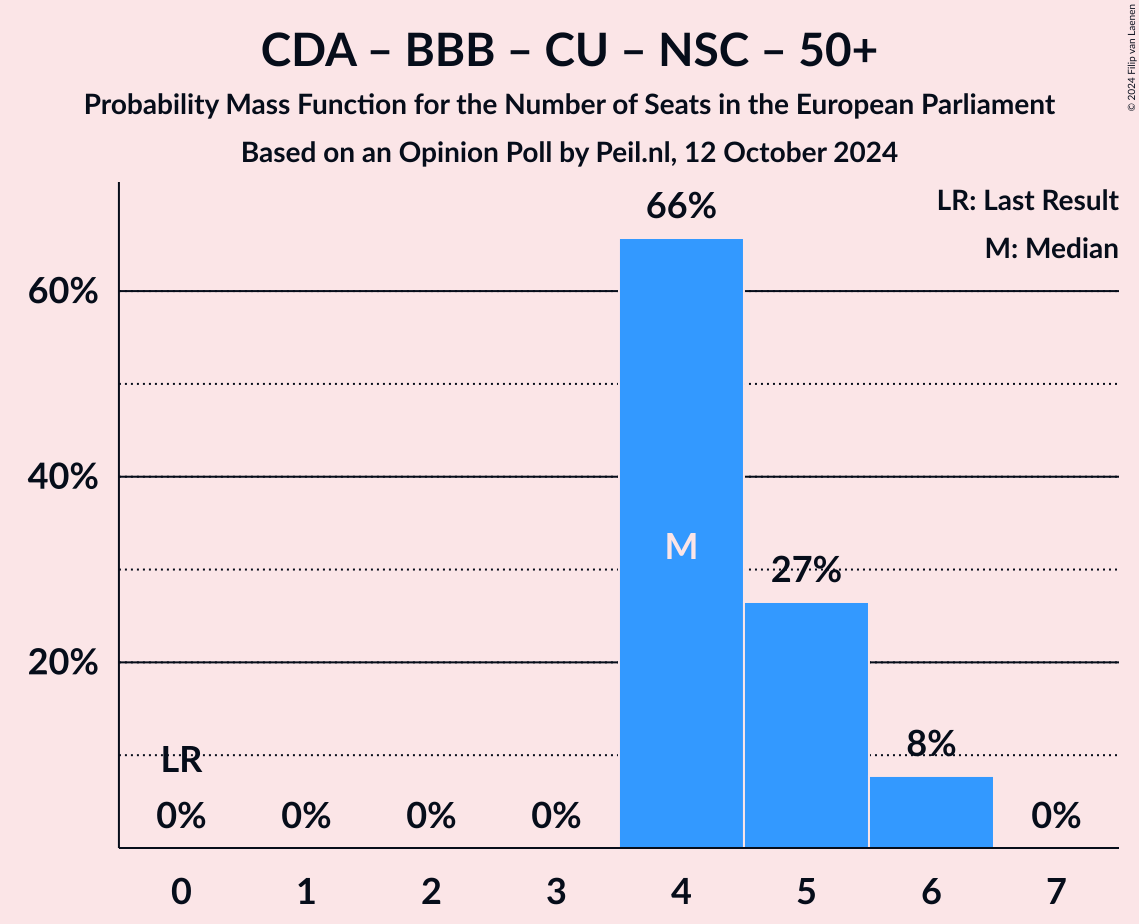 CDA – BBB – CU – NSC – 50+
Probability Mass Function for the Number of Seats in the European Parliament
Based on an Opinion Poll by Peil.nl, 12 October 2024
© 2024 Filip van Laenen
LR: Last Result
M: Median
66%
60%
40%
M
27%
20%
8%
LR
0% 0% 0% 0% 0%
0 1 2 3 4 5 6 7